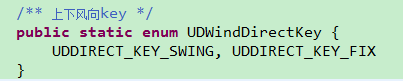 /** 上下风向key */
public static enum UDWindDirectKey {
UDDIRECT_KEY_SWING, UDDIRECT_KEY_FIX
}